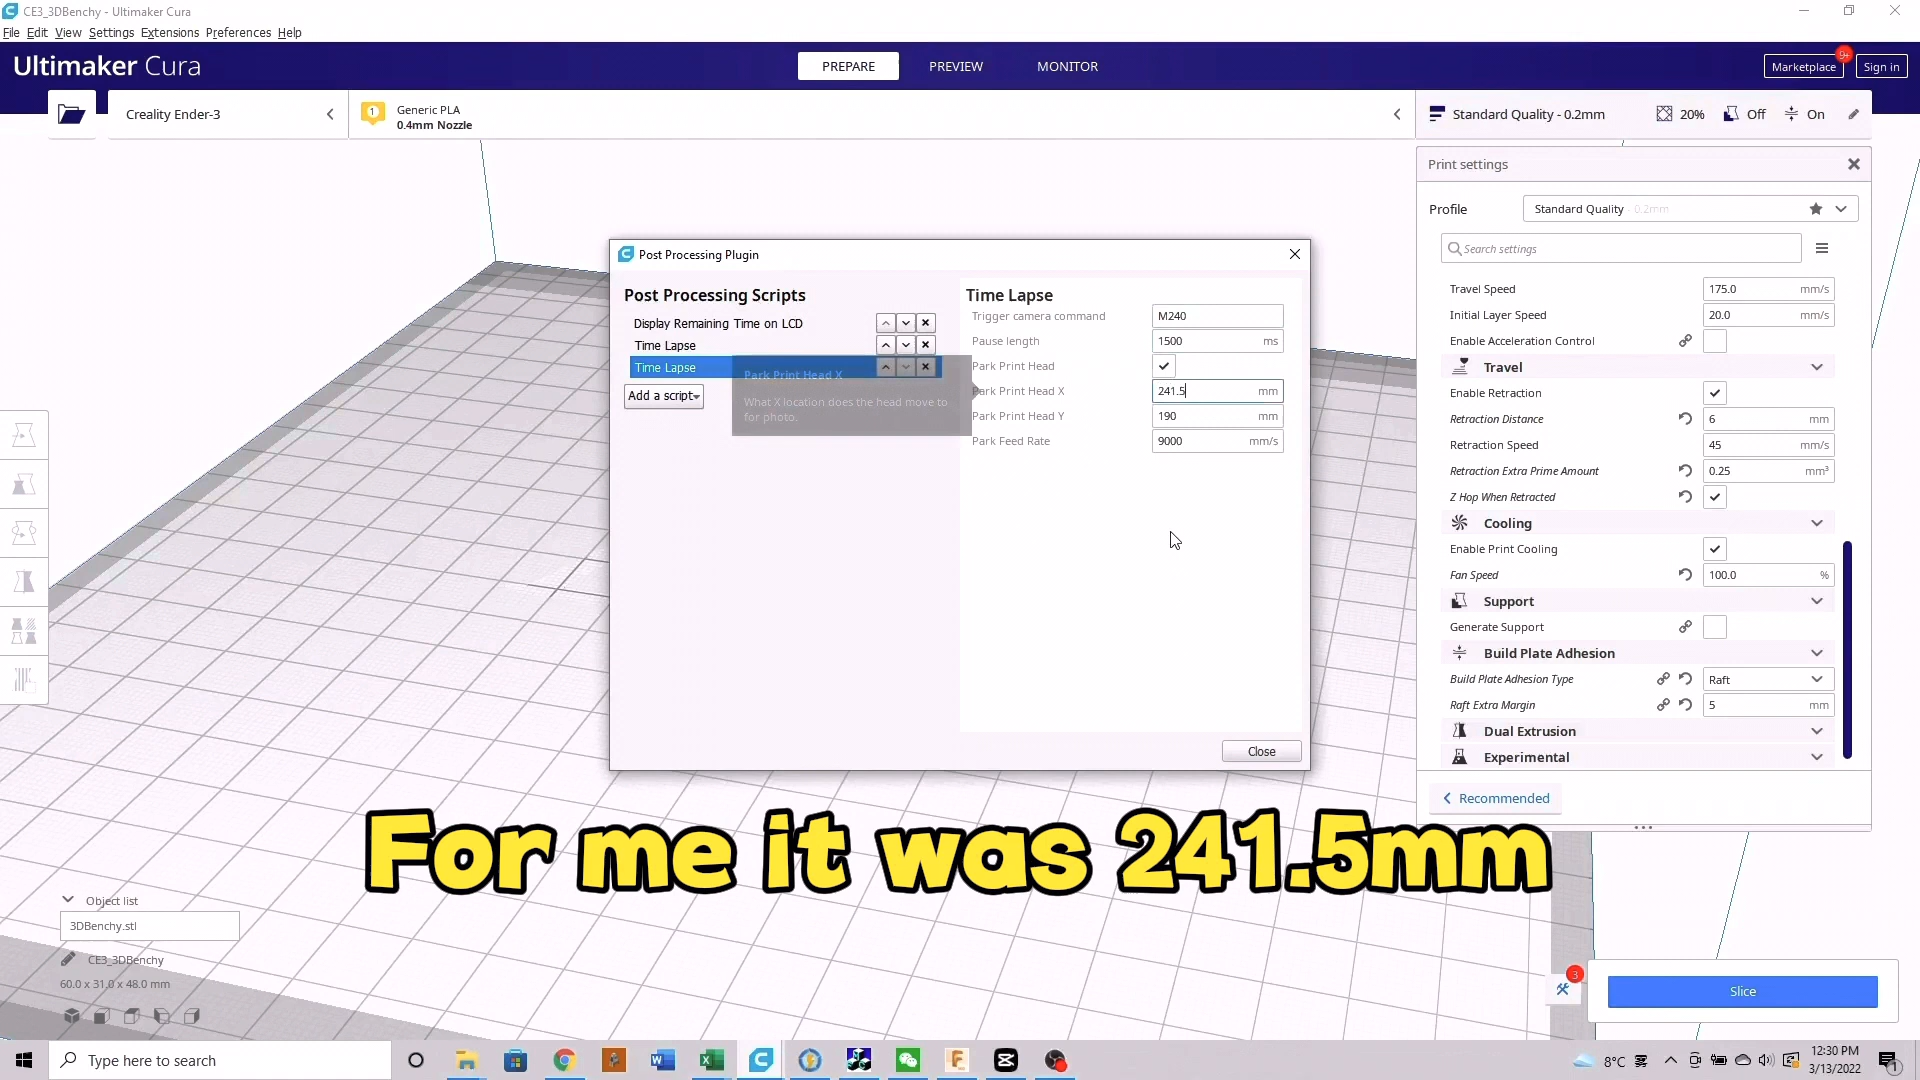 CE3_3DBenchy - Ultimaker Cura
File Edit View Settings Extensions Preferences Help
Ultimaker Cura
PREPARE
PREVIEW
MONITOR
Marketplace
9+
Sign in
Creality Ender-3
1
Generic PLA
0.4mm Nozzle
Standard Quality - 0.2mm
20%
Off
On
Print settings
Profile
Standard Quality - 0.2mm
Search settings
Travel Speed 175.0 mm/s
Initial Layer Speed 20.0 mm/s
Enable Acceleration Control
Travel
Enable Retraction
Retraction Distance 6 mm
Retraction Speed 45 mm/s
Retraction Extra Prime Amount 0.25 mm³
Z Hop When Retracted
Cooling
Enable Print Cooling
Fan Speed 100.0 %
Support
Generate Support
Build Plate Adhesion
Build Plate Adhesion Type Raft
Raft Extra Margin 5 mm
Dual Extrusion
Experimental
Recommended
Post Processing Plugin
Post Processing Scripts
Display Remaining Time on LCD
Time Lapse
Time Lapse
Add a script
Park Print Head X
What X location does the head move to
for photo.
Time Lapse
Trigger camera command M240
Pause length 1500 ms
Park Print Head
Park Print Head X 241.5 mm
Park Print Head Y 190 mm
Park Feed Rate 9000 mm/s
Close
For me it was 241.5mm
Object list
3DBenchy.stl
CE3_3DBenchy
60.0 x 31.0 x 48.0 mm
3
Slice
Type here to search
8°C
12:30 PM
3/13/2022
1